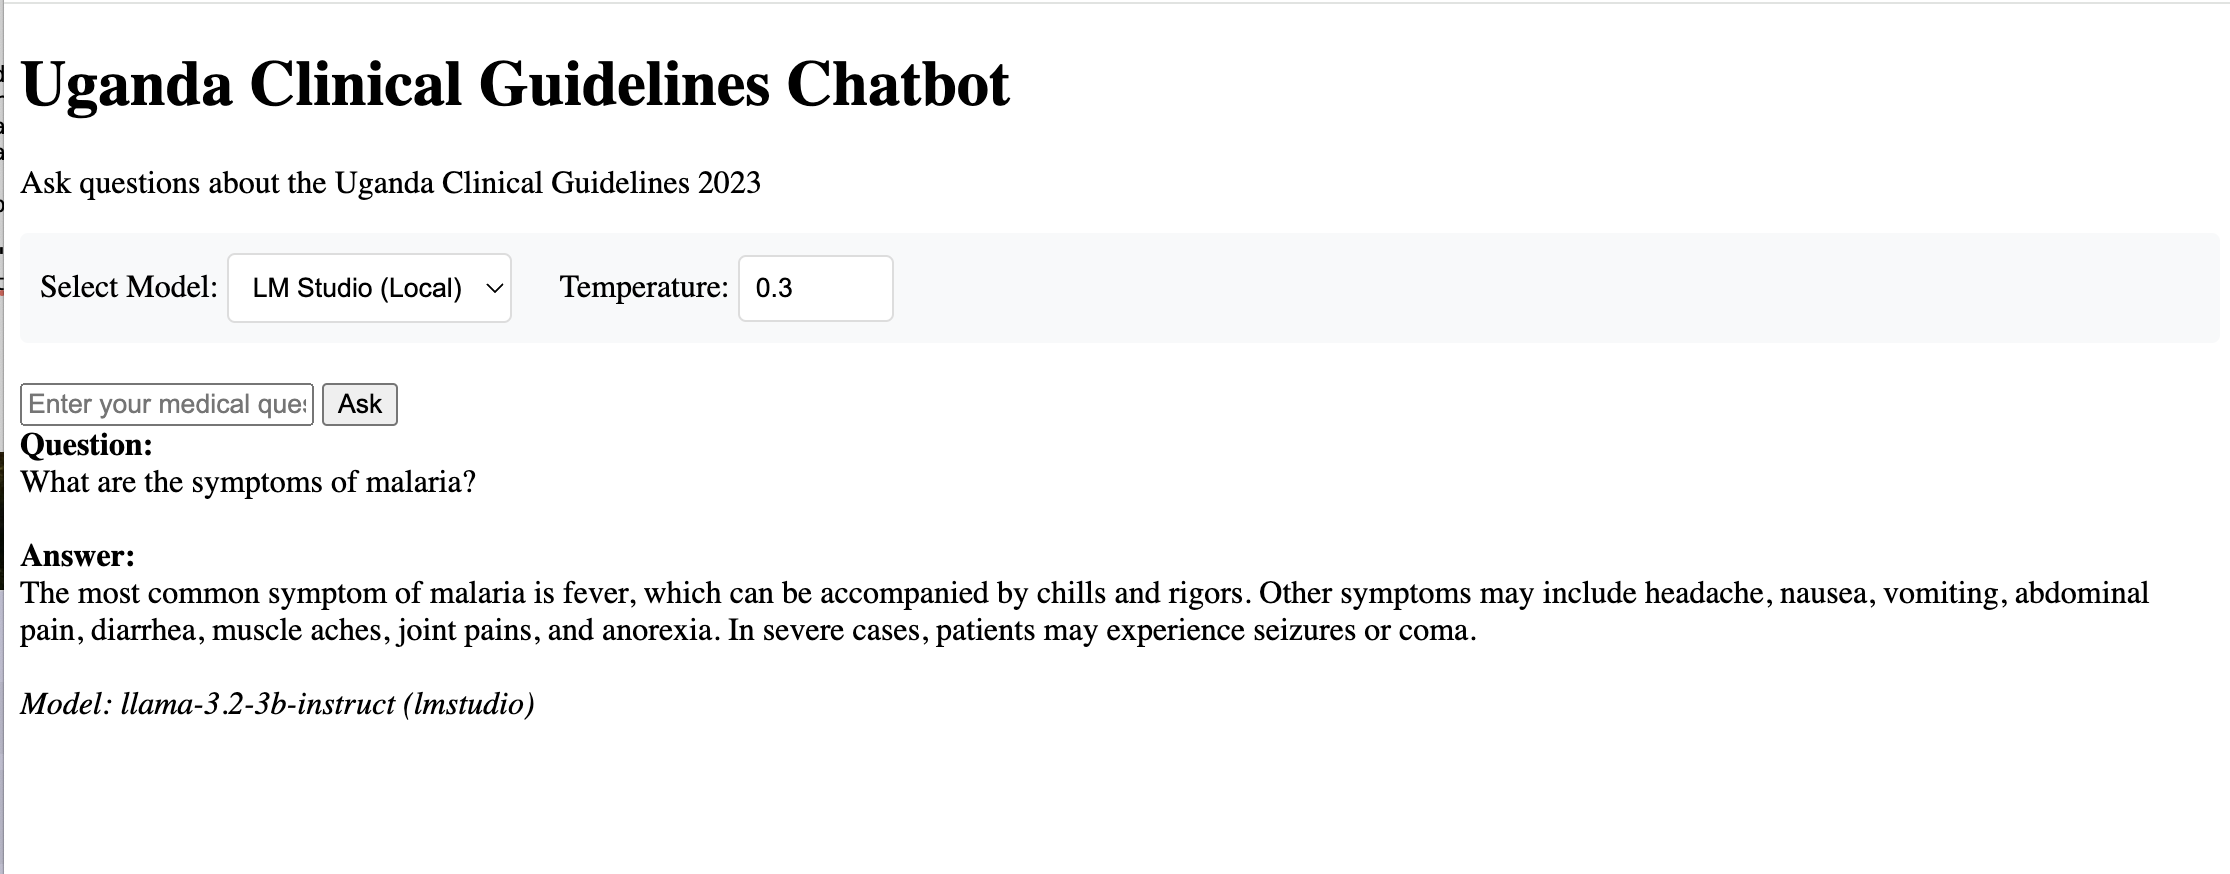 Uganda Clinical Guidelines Chatbot
Ask questions about the Uganda Clinical Guidelines 2023
Select Model: LM Studio (Local) Temperature: 0.3
Enter your medical ques Ask
Question:
What are the symptoms of malaria?
Answer:
The most common symptom of malaria is fever, which can be accompanied by chills and rigors. Other symptoms may include headache, nausea, vomiting, abdominal
pain, diarrhea, muscle aches, joint pains, and anorexia. In severe cases, patients may experience seizures or coma.
Model: llama-3.2-3b-instruct (lmstudio)